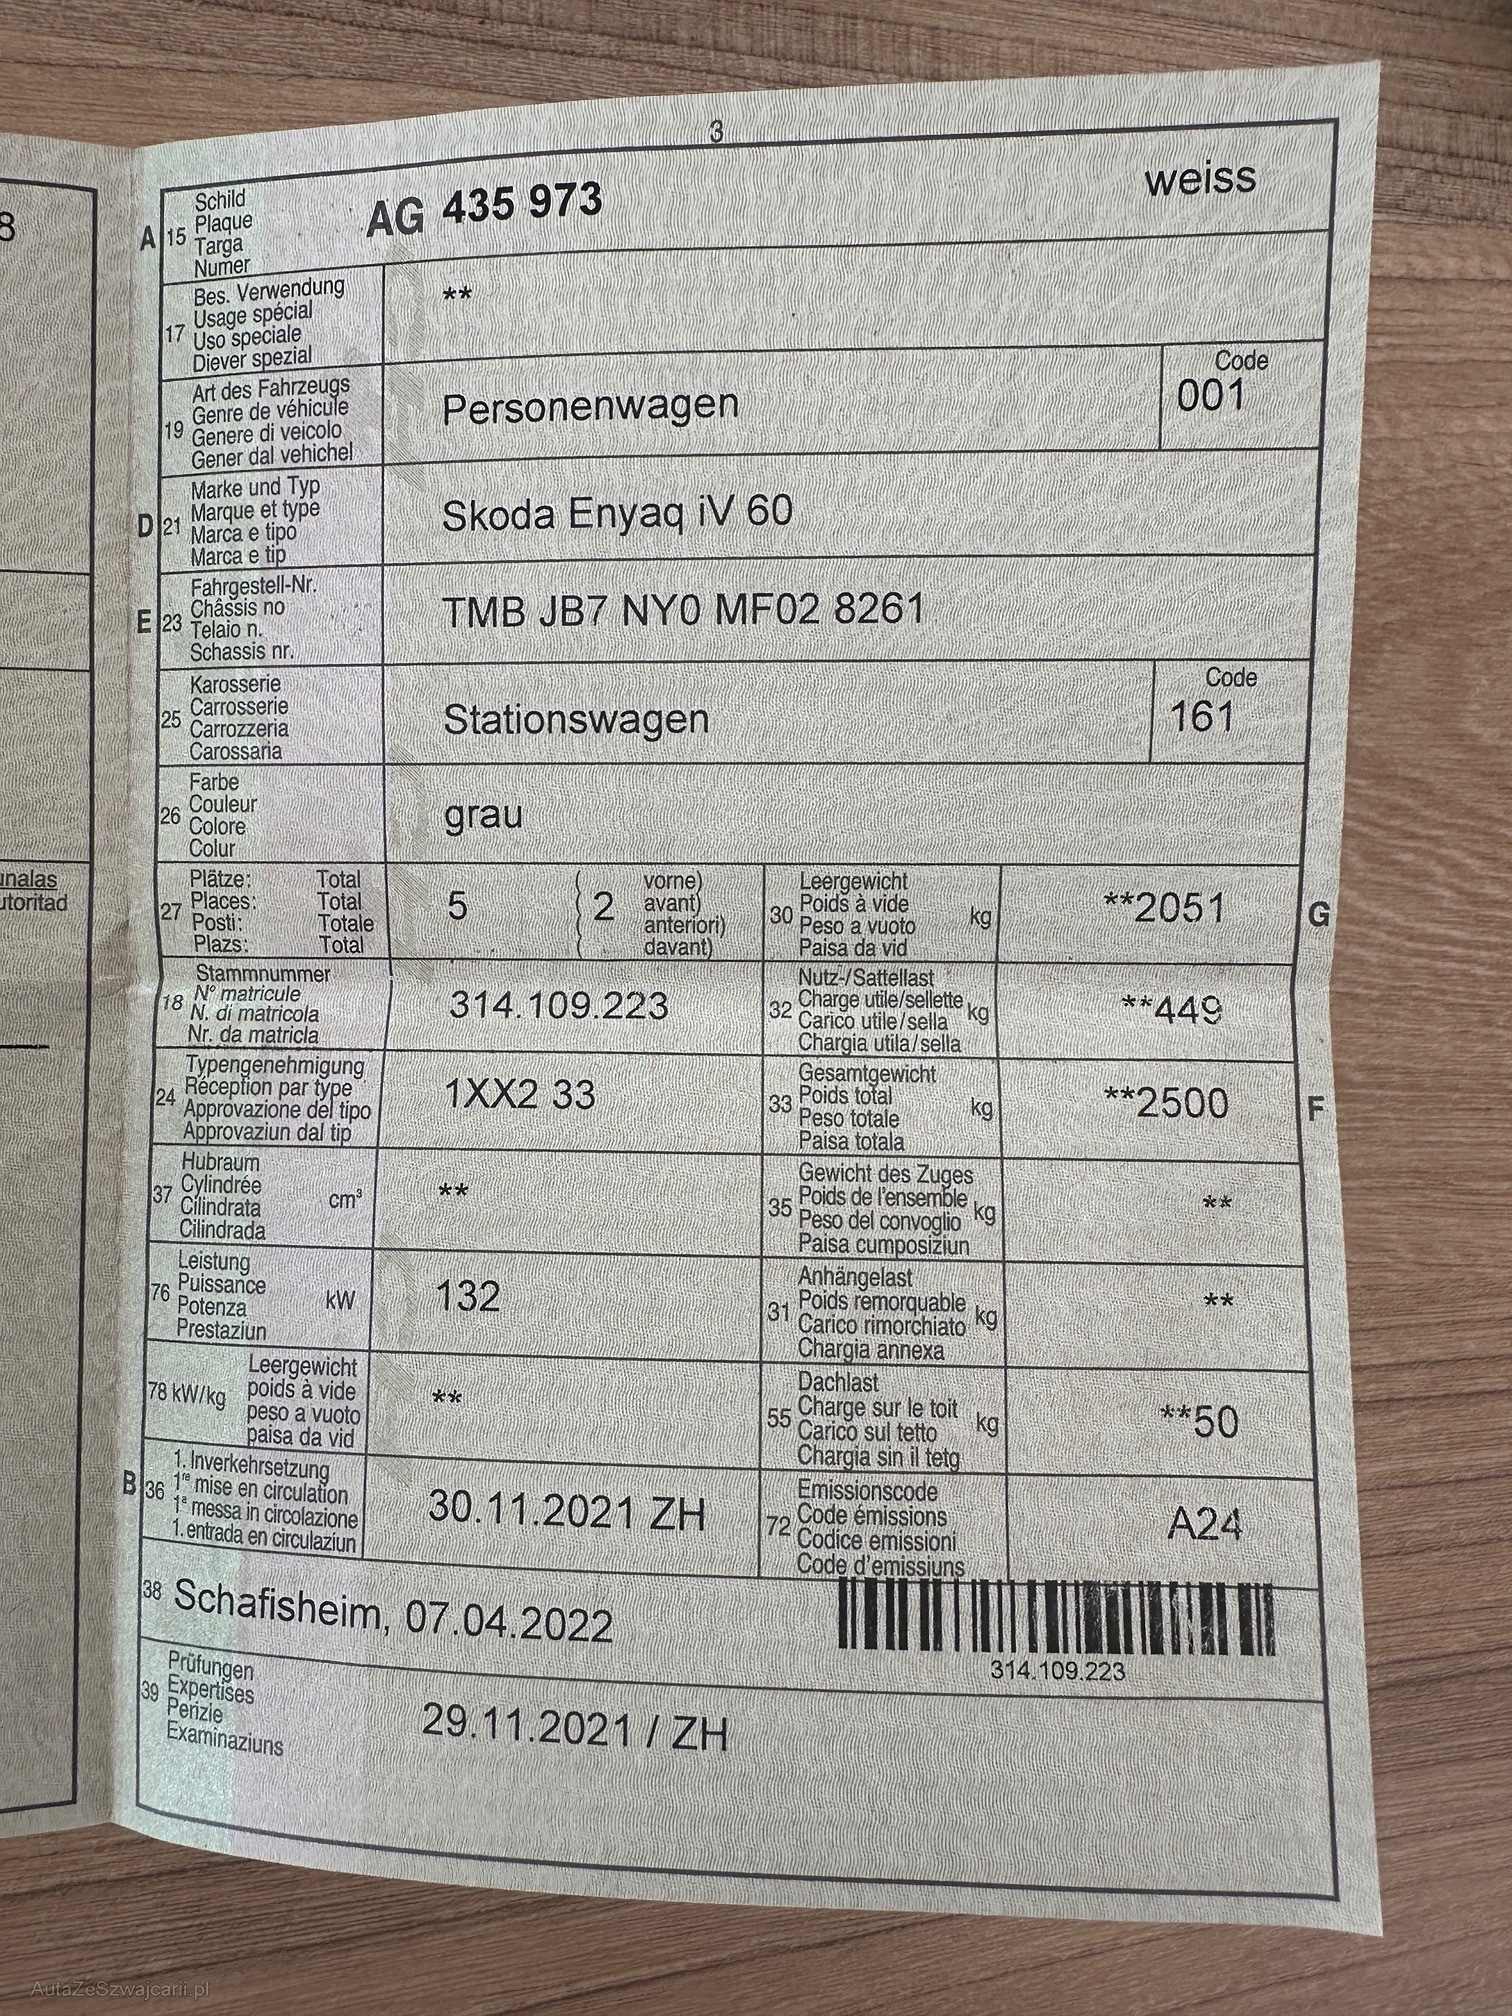 8
unalas
utoritad
3
A 15 Schild
Plaque
Targa
Numer
AG 435 973 weiss
17 Bes. Verwendung
Usage spécial
Uso speciale
Diever spezial
**
19 Art des Fahrzeugs
Genre de véhicule
Genere di veicolo
Gener dal vehichel
Personenwagen
Code
001
D 21 Marke und Typ
Marque et type
Marca e tipo
Marca e tip
Skoda Enyaq iV 60
E 23 Fahrgestell-Nr.
Châssis no
Telaio n.
Schassis nr.
TMB JB7 NY0 MF02 8261
25 Karosserie
Carrosserie
Carrozzeria
Carossaria
Stationswagen
Code
161
26 Farbe
Couleur
Colore
Colur
grau
27 Plätze: Total
Places: Total
Posti: Totale
Plazs: Total
5 (2 vorne)
( avant)
( anteriori)
( davant)
30 Leergewicht
Poids à vide
Peso a vuoto
Paisa da vid
kg
**2051
G
18 Stammnummer
N° matricule
N. di matricola
Nr. da matricla
314.109.223
32 Nutz-/Sattellast
Charge utile/sellette
Carico utile/sella
Chargia utila/sella
kg
**449
24 Typengenehmigung
Réception par type
Approvazione del tipo
Approvaziun dal tip
1XX2 33
33 Gesamtgewicht
Poids total
Peso totale
Paisa totala
kg
**2500
F
37 Hubraum
Cylindrée
Cilindrata
Cilindrada
cm³
**
35 Gewicht des Zuges
Poids de l'ensemble
Peso del convoglio
Paisa cumposiziun
kg
**
76 Leistung
Puissance
Potenza
Prestaziun
kW
132
31 Anhängelast
Poids remorquable
Carico rimorchiato
Chargia annexa
kg
**
78 kW/kg Leergewicht
poids à vide
peso a vuoto
paisa da vid
**
55 Dachlast
Charge sur le toit
Carico sul tetto
Chargia sin il tetg
kg
**50
B 36 1. Inverkehrsetzung
1re mise en circulation
1a messa in circolazione
1. entrada en circulaziun
30.11.2021 ZH
72 Emissionscode
Code émissions
Codice emissioni
Code d'emissiuns
A24
38 Schafisheim, 07.04.2022
314.109.223
39 Prüfungen
Expertises
Perizie
Examinaziuns
29.11.2021 / ZH
AutaZeSzwajcarii.pl